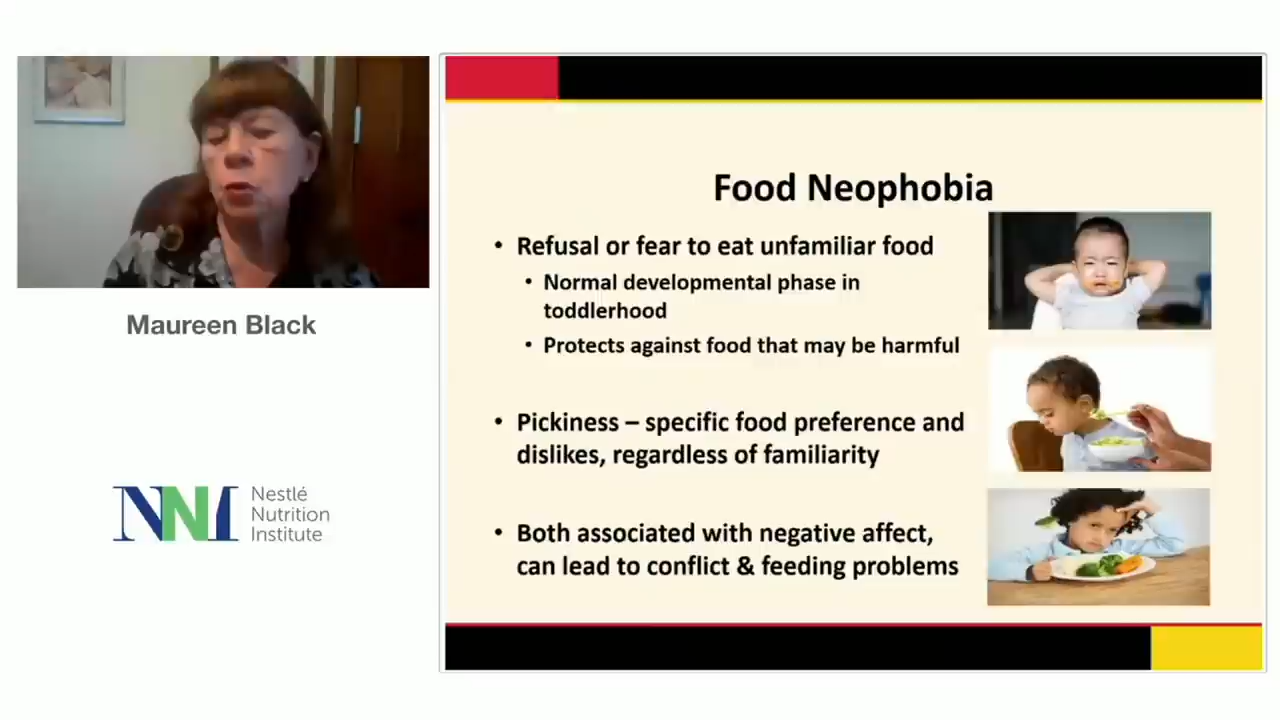 Maureen Black
NNI
Nestlé
Nutrition
Institute
Food Neophobia
• Refusal or fear to eat unfamiliar food
• Normal developmental phase in
toddlerhood
• Protects against food that may be harmful
• Pickiness – specific food preference and
dislikes, regardless of familiarity
• Both associated with negative affect,
can lead to conflict & feeding problems